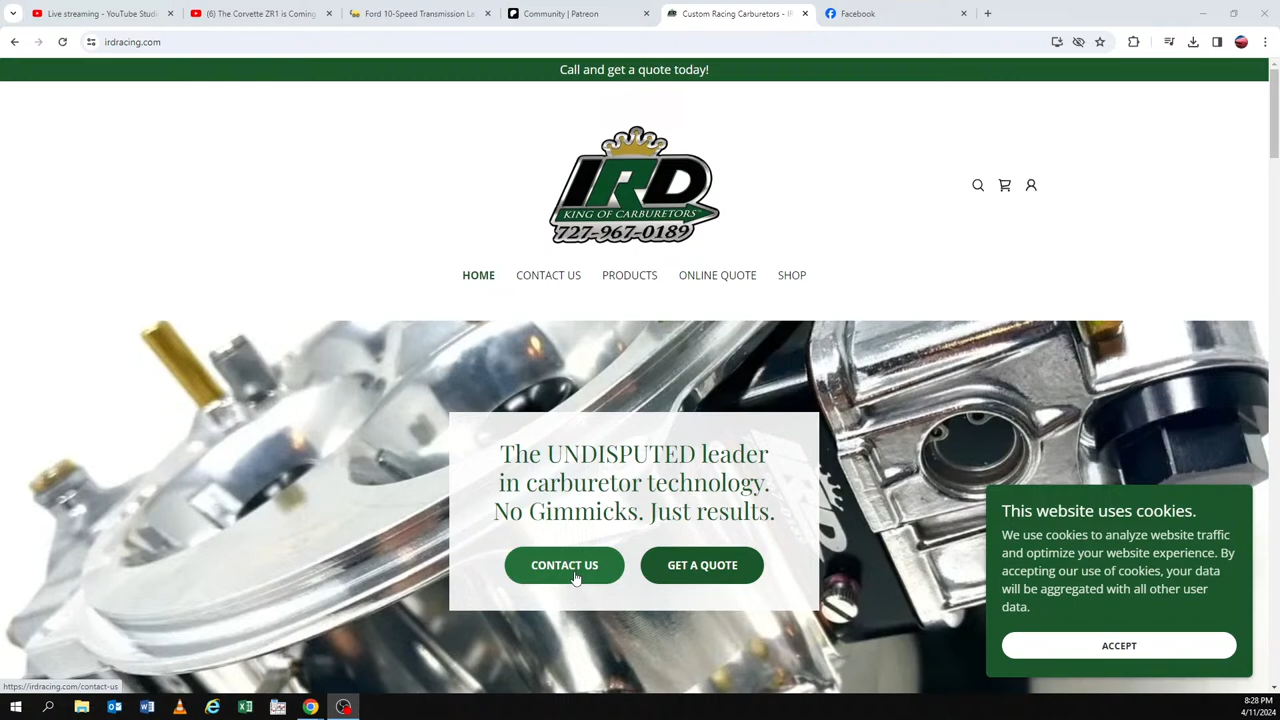 Live streaming - YouTube Studi
(6) The Corvette ZR1 is Coming
Ford 10-Speed Transmission La
Community | Patreon
Custom Racing Carburetors - IR
Facebook
irdracing.com
Call and get a quote today!
IRD
KING OF CARBURETORS
727-967-0189
HOME
CONTACT US
PRODUCTS
ONLINE QUOTE
SHOP
The UNDISPUTED leader
in carburetor technology.
No Gimmicks. Just results.
CONTACT US
GET A QUOTE
This website uses cookies.
We use cookies to analyze website traffic
and optimize your website experience. By
accepting our use of cookies, your data
will be aggregated with all other user
data.
ACCEPT
https://irdracing.com/contact-us
8:28 PM
4/11/2024